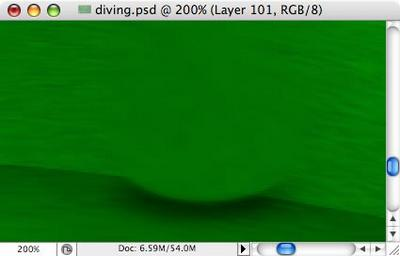 diving.psd @ 200% (Layer 101, RGB/8)
200%
Doc: 6.59M/54.0M